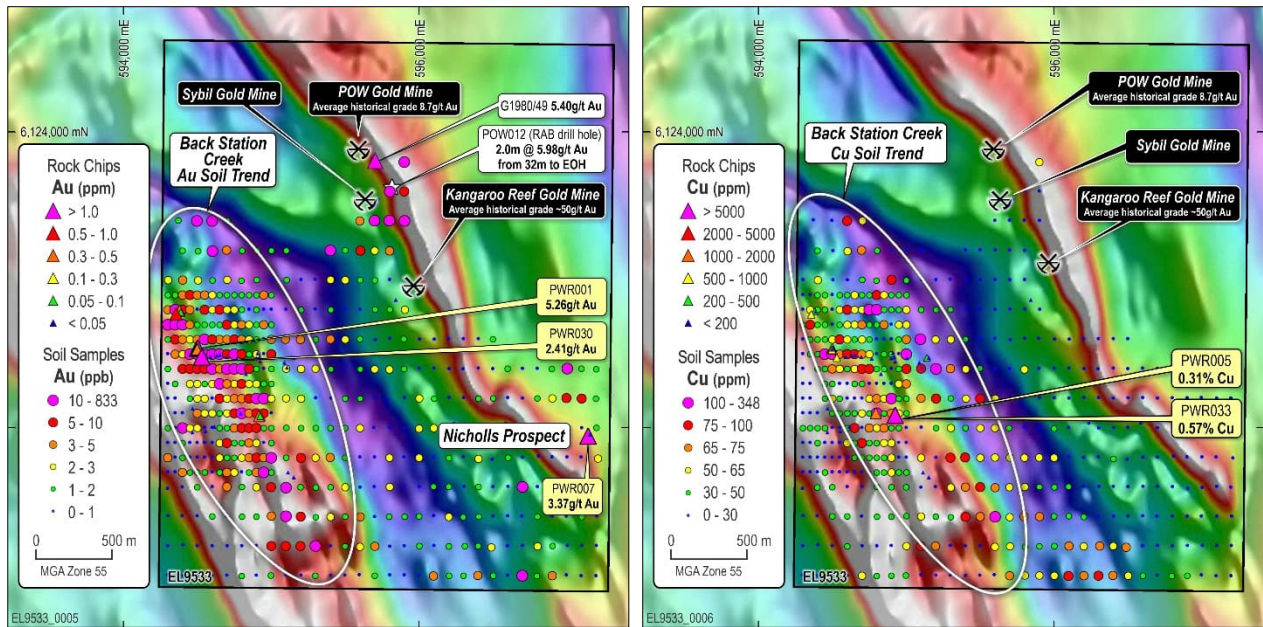 594,000 mE
596,000 mE
6,124,000 mN
Sybil Gold Mine
POW Gold Mine
Average historical grade 8.7g/t Au
G1980/49 5.40g/t Au
POW012 (RAB drill hole)
2.0m @ 5.98g/t Au
from 32m to EOH
Back Station
Creek
Au Soil Trend
Kangaroo Reef Gold Mine
Average historical grade ~50g/t Au
Rock Chips
Au (ppm)
> 1.0
0.5 - 1.0
0.3 - 0.5
0.1 - 0.3
0.05 - 0.1
< 0.05
Soil Samples
Au (ppb)
10 - 833
5 - 10
3 - 5
2 - 3
1 - 2
0 - 1
0 500 m
MGA Zone 55
PWR001
5.26g/t Au
PWR030
2.41g/t Au
Nicholls Prospect
PWR007
3.37g/t Au
EL9533
EL9533_0005
594,000 mE
596,000 mE
6,124,000 mN
POW Gold Mine
Average historical grade 8.7g/t Au
Back Station Creek
Cu Soil Trend
Sybil Gold Mine
Kangaroo Reef Gold Mine
Average historical grade ~50g/t Au
Rock Chips
Cu (ppm)
> 5000
2000 - 5000
1000 - 2000
500 - 1000
200 - 500
< 200
Soil Samples
Cu (ppm)
100 - 348
75 - 100
65 - 75
50 - 65
30 - 50
0 - 30
0 500 m
MGA Zone 55
PWR005
0.31% Cu
PWR033
0.57% Cu
EL9533
EL9533_0006